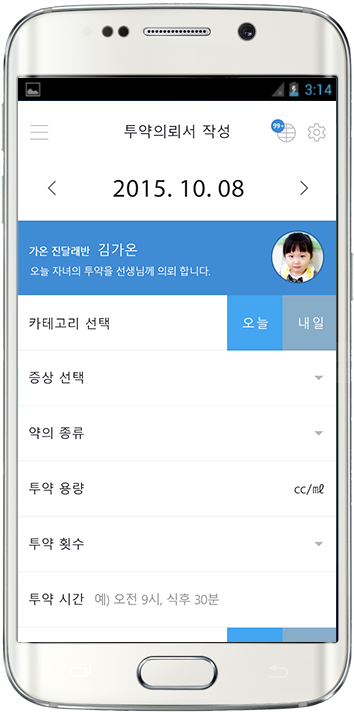 3:14
투약의뢰서 작성
99+
2015. 10. 08
가온 진달래반 김가온
오늘 자녀의 투약을 선생님께 의뢰 합니다.
카테고리 선택 오늘 내일
증상 선택
약의 종류
투약 용량 cc/㎖
투약 횟수
투약 시간 예) 오전 9시, 식후 30분